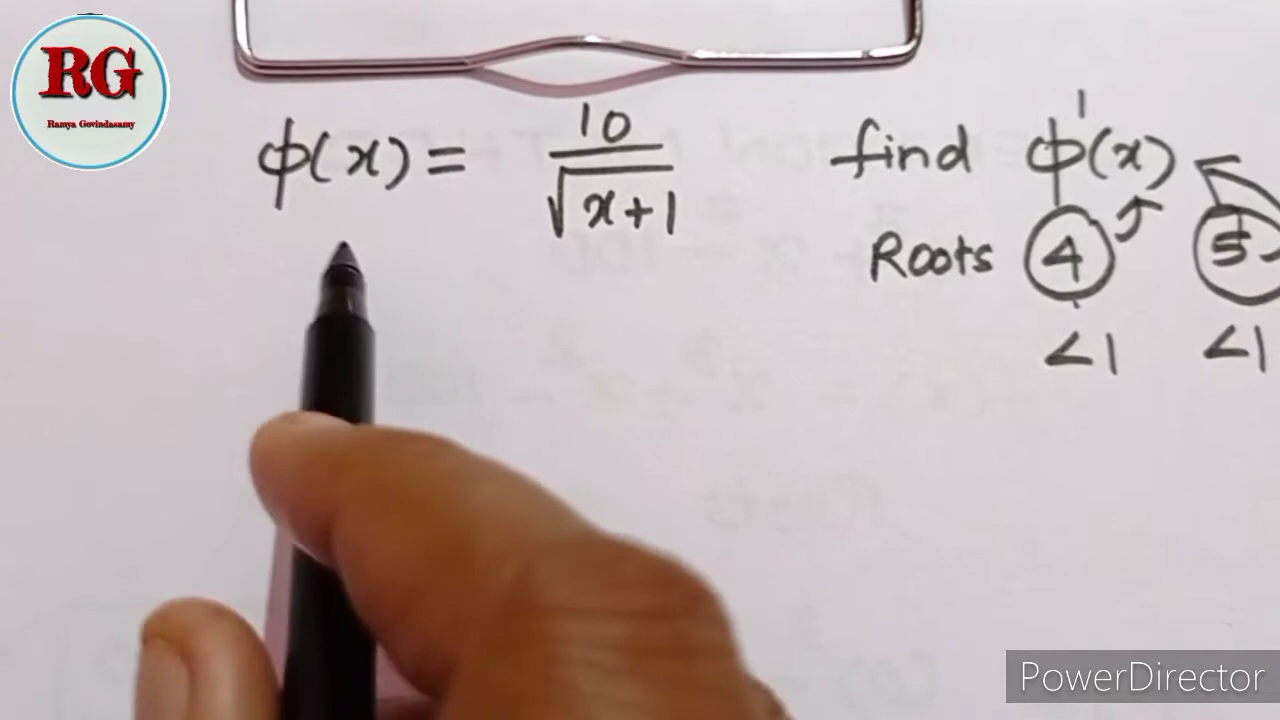 RG
Ramya Govindasamy
φ(x) = 10/√(x+1) find φ'(x)
Roots 4 5
<1 <1
PowerDirector